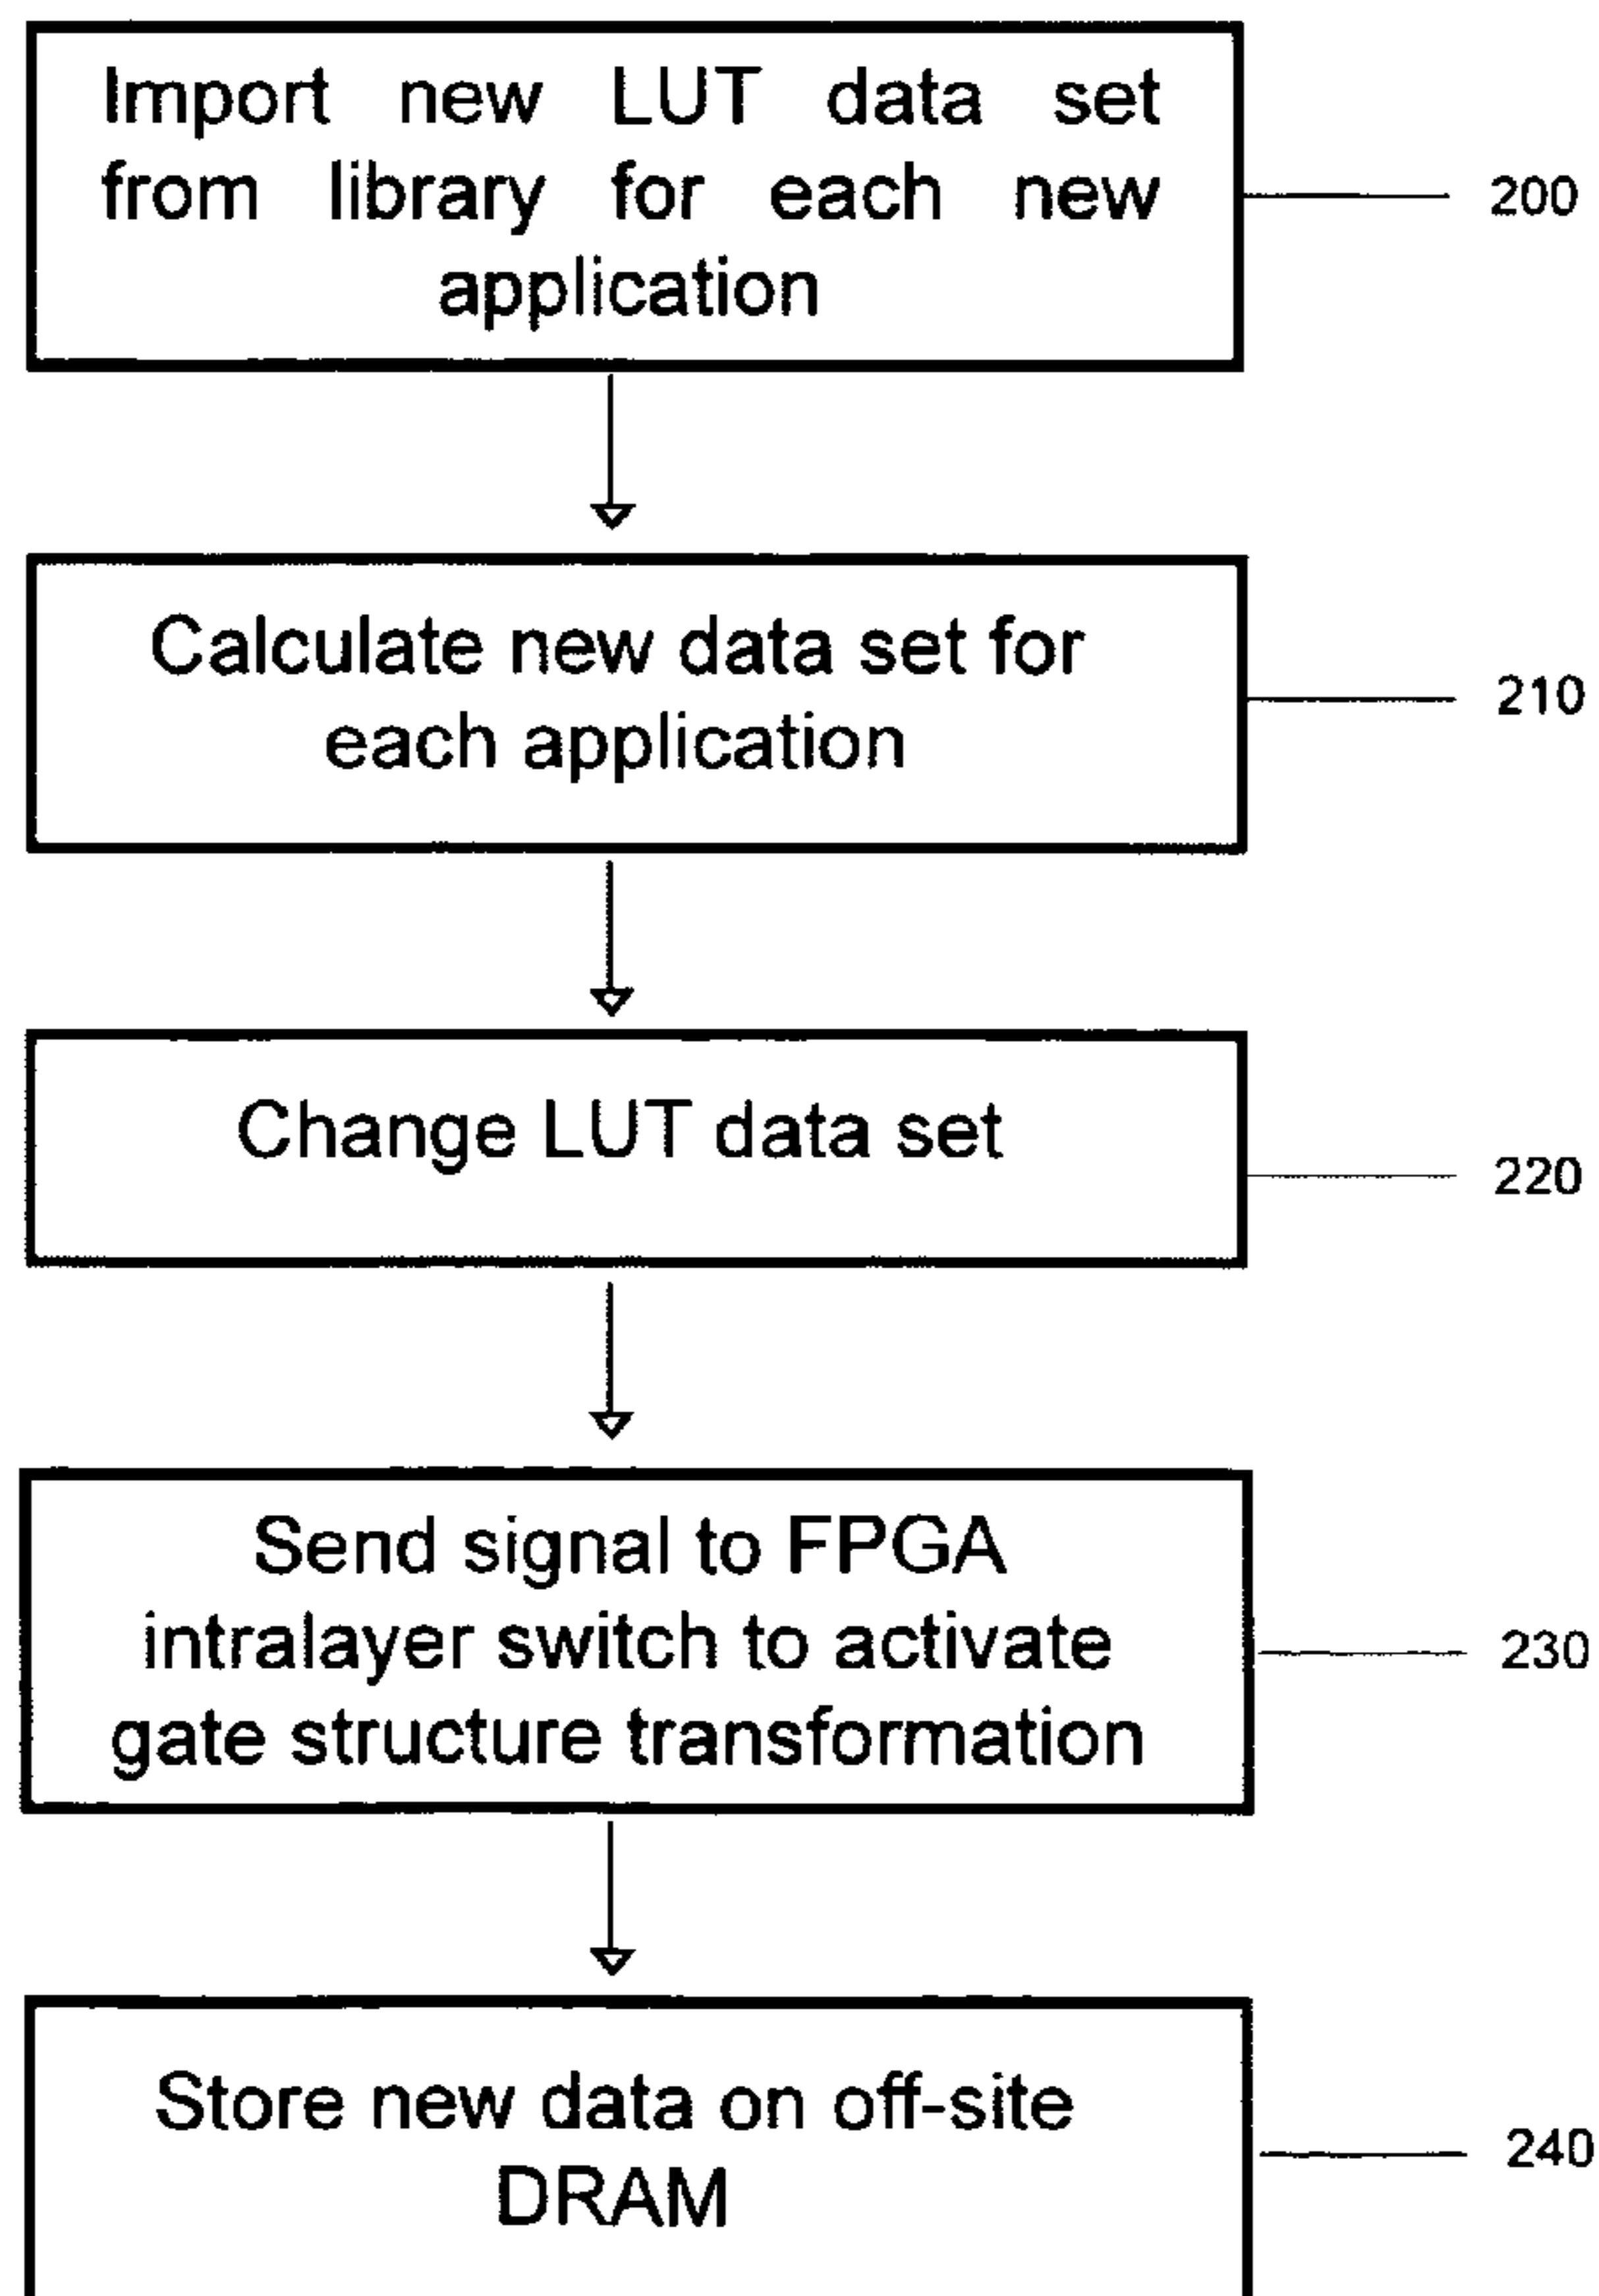 Import new LUT data set
from library for each new
application
200
Calculate new data set for
each application
210
Change LUT data set
220
Send signal to FPGA
intralayer switch to activate
gate structure transformation
230
Store new data on off-site
DRAM
240